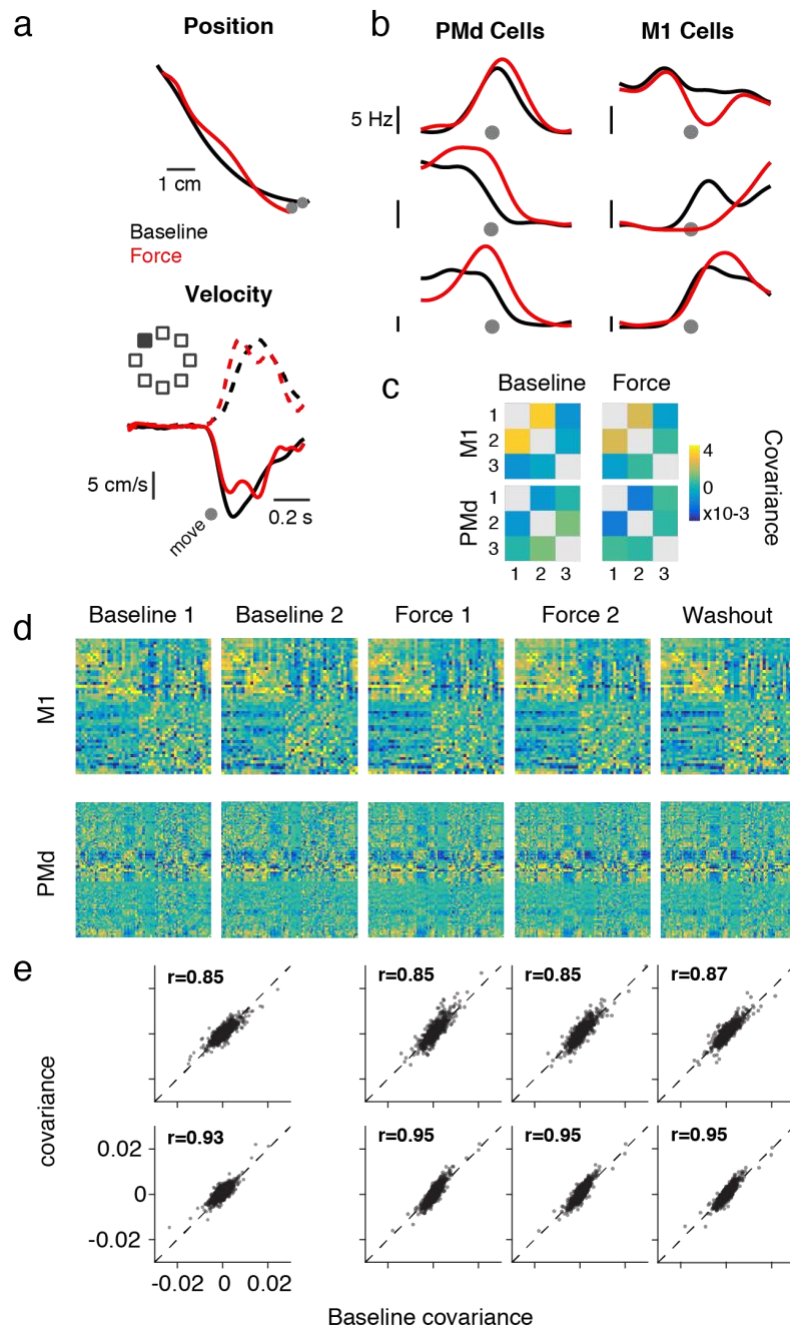 a
Position
1 cm
Baseline
Force
Velocity
5 cm/s
move
0.2 s
b
PMd Cells
M1 Cells
5 Hz
c
Baseline
Force
M1
1
2
3
PMd
1
2
3
1 2 3
1 2 3
4
0
x10-3
Covariance
d
Baseline 1
Baseline 2
Force 1
Force 2
Washout
M1
PMd
e
r=0.85
r=0.85
r=0.85
r=0.87
covariance
r=0.93
r=0.95
r=0.95
r=0.95
0.02
0
-0.02
-0.02 0 0.02
Baseline covariance